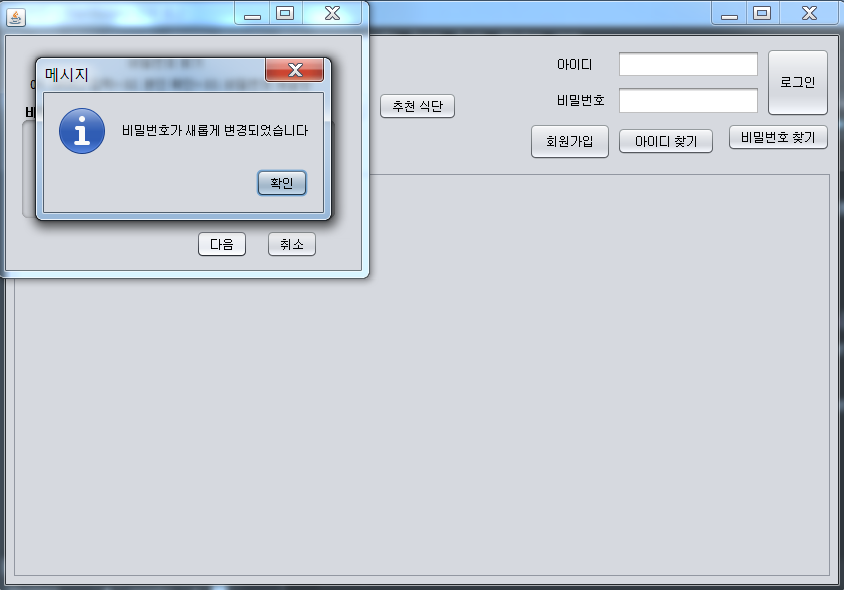 메시지
비밀번호가 새롭게 변경되었습니다
확인
다음
취소
추천 식단
아이디
비밀번호
로그인
회원가입
아이디 찾기
비밀번호 찾기